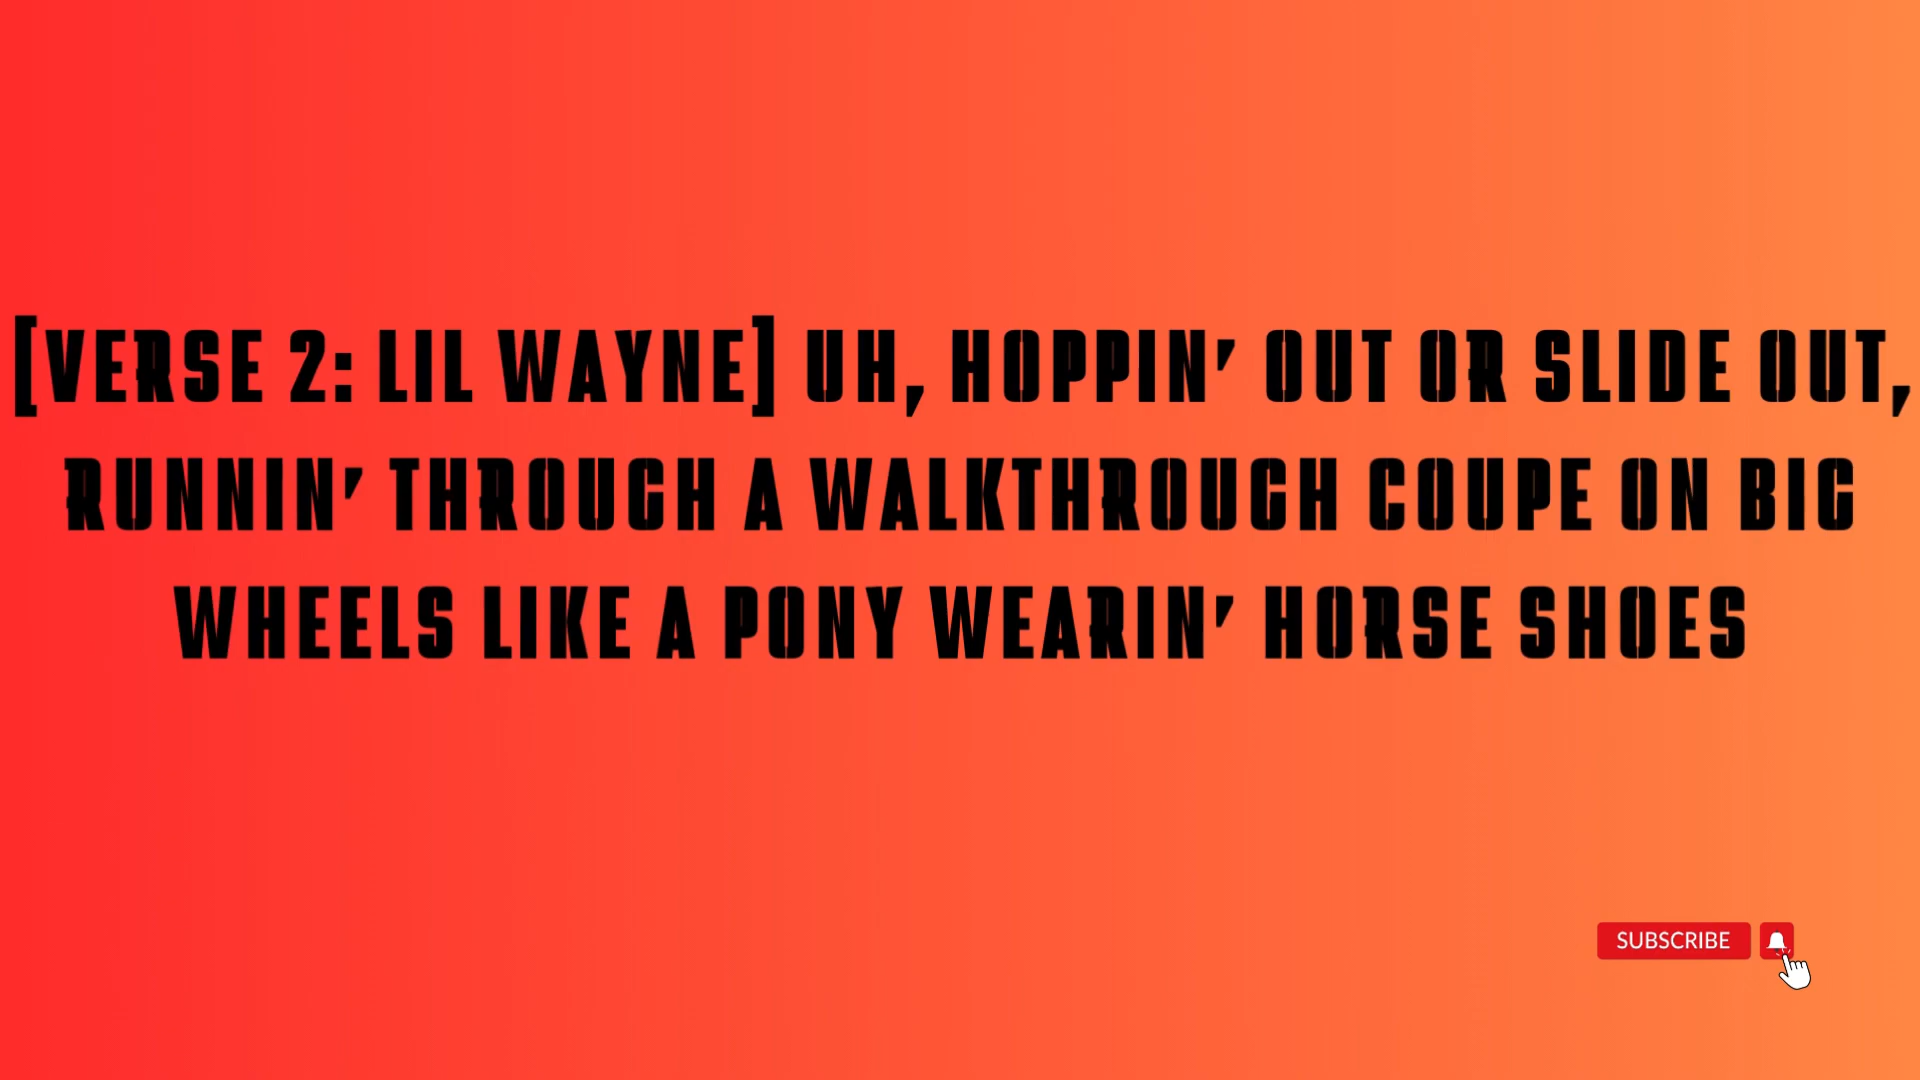 [VERSE 2: LIL WAYNE] UH, HOPPIN' OUT OR SLIDE OUT,
RUNNIN' THROUGH A WALKTHROUGH COUPE ON BIG
WHEELS LIKE A PONY WEARIN' HORSE SHOES
SUBSCRIBE